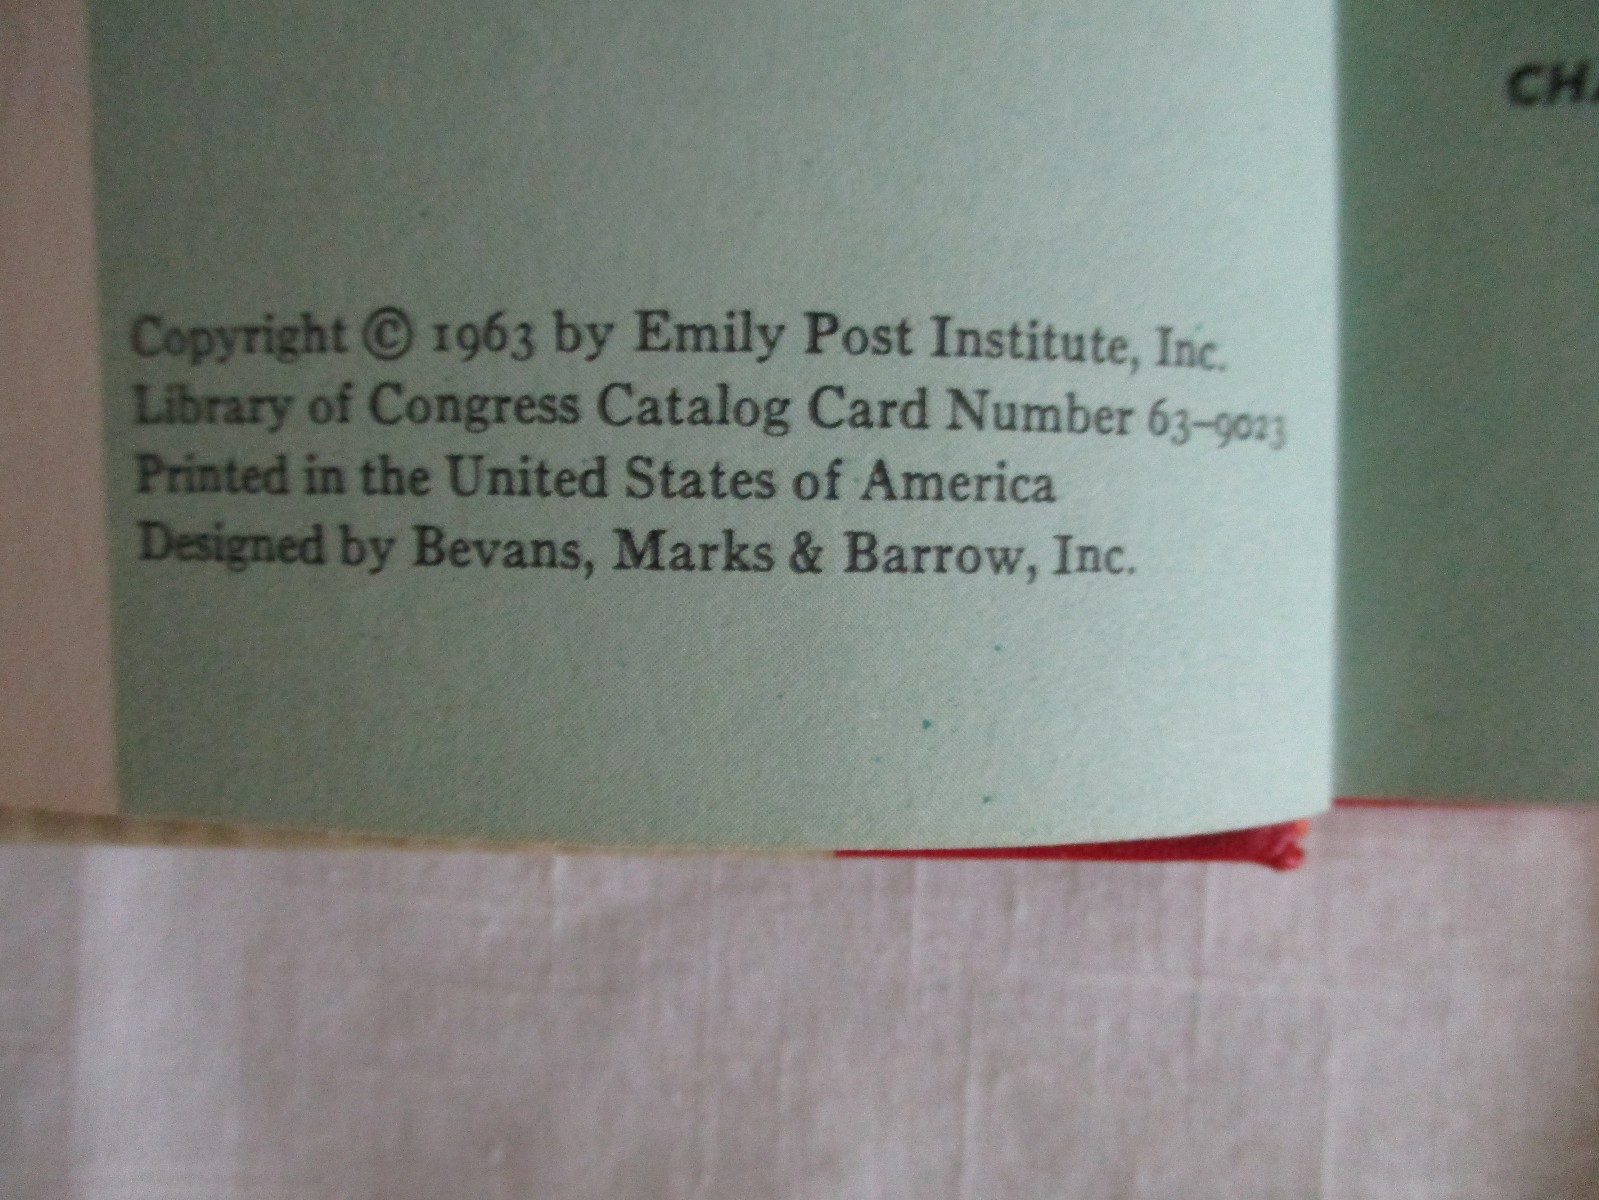 Copyright © 1963 by Emily Post Institute, Inc.
Library of Congress Catalog Card Number 63–9023
Printed in the United States of America
Designed by Bevans, Marks & Barrow, Inc.